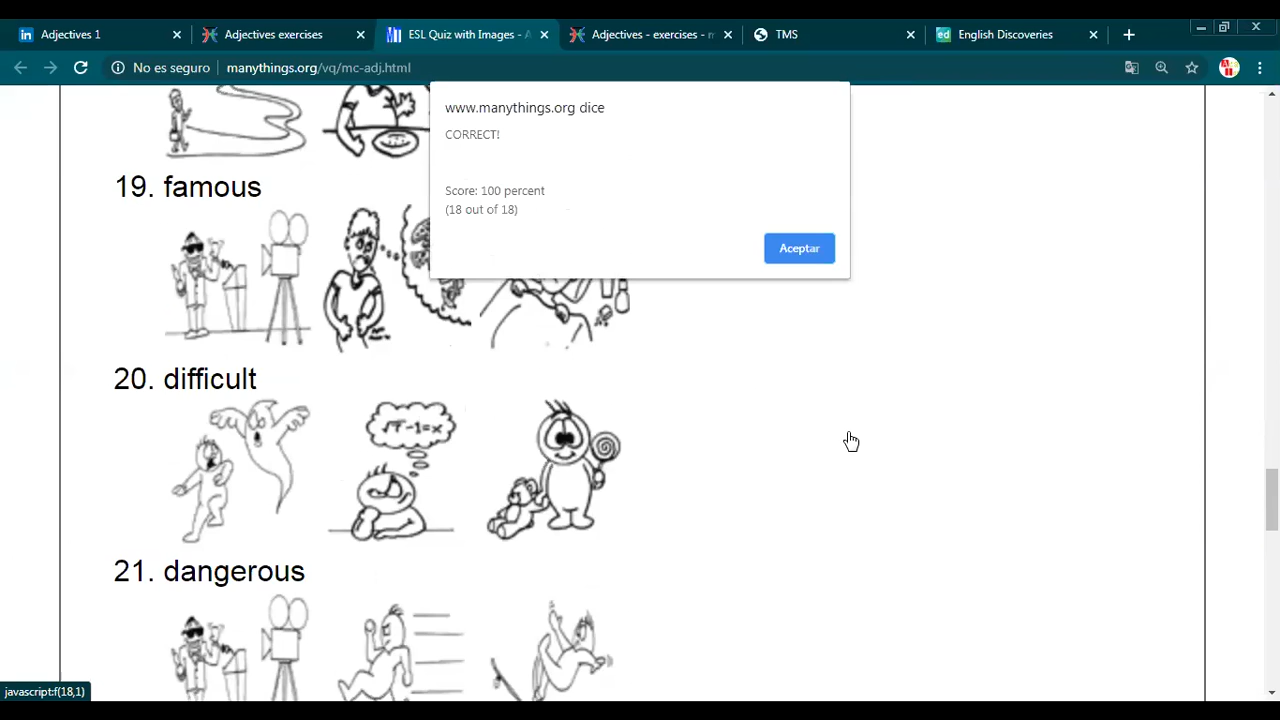 Adjectives 1
Adjectives exercises
ESL Quiz with Images - A
Adjectives - exercises - m
TMS
ed English Discoveries
No es seguro manythings.org/vq/mc-adj.html
www.manythings.org dice
CORRECT!
Score: 100 percent
(18 out of 18)
Aceptar
19. famous
20. difficult
21. dangerous
javascript:f(18,1)